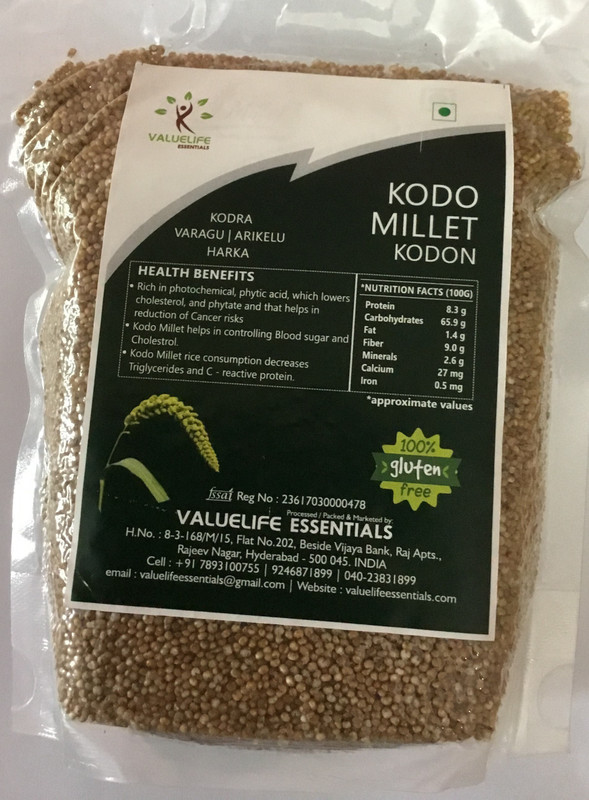 VALUELIFE
ESSENTIALS
KODO
MILLET
KODON
KODRA
VARAGU | ARIKELU
HARKA
HEALTH BENEFITS
• Rich in photochemical, phytic acid, which lowers
cholesterol, and phytate and that helps in
reduction of Cancer risks
• Kodo Millet helps in controlling Blood sugar and
Cholestrol.
• Kodo Millet rice consumption decreases
Triglycerides and C - reactive protein.
*NUTRITION FACTS (100G)
Protein 8.3 g
Carbohydrates 65.9 g
Fat 1.4 g
Fiber 9.0 g
Minerals 2.6 g
Calcium 27 mg
Iron 0.5 mg
*approximate values
100%
gluten
free
fssai Reg No : 23617030000478
Processed / Packed & Marketed by:
VALUELIFE ESSENTIALS
H.No. : 8-3-168/M/15, Flat No.202, Beside Vijaya Bank, Raj Apts.,
Rajeev Nagar, Hyderabad - 500 045. INDIA
Cell : +91 7893100755 | 9246871899 | 040-23831899
email : valuelifeessentials@gmail.com | Website : valuelifeessentials.com